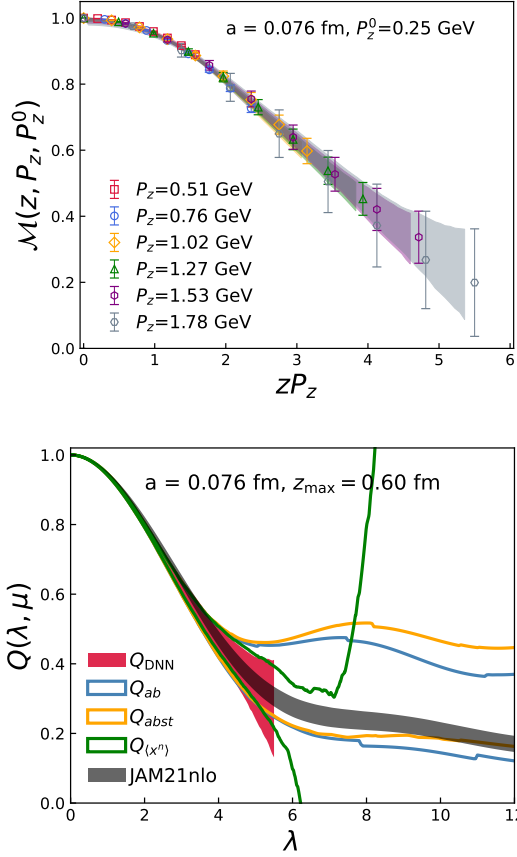 1.0
0.8
0.6
0.4
0.2
0.0
M(z, P_z, P_z^0)
a = 0.076 fm, P_z^0=0.25 GeV
P_z=0.51 GeV
P_z=0.76 GeV
P_z=1.02 GeV
P_z=1.27 GeV
P_z=1.53 GeV
P_z=1.78 GeV
0 1 2 3 4 5 6
zP_z
1.0
0.8
0.6
0.4
0.2
0.0
Q(λ, μ)
a = 0.076 fm, z_max = 0.60 fm
Q_DNN
Q_ab
Q_abst
Q_⟨x^n⟩
JAM21nlo
0 2 4 6 8 10 12
λ